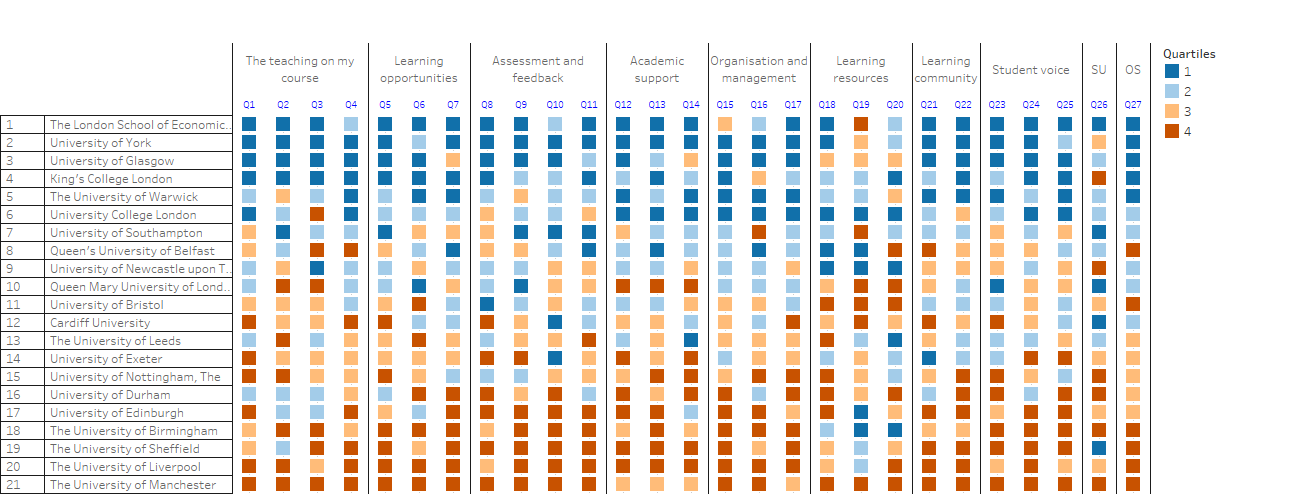 The teaching on my course
Learning opportunities
Assessment and feedback
Academic support
Organisation and management
Learning resources
Learning community
Student voice
SU
OS
Quartiles
1
2
3
4
Q1 Q2 Q3 Q4 Q5 Q6 Q7 Q8 Q9 Q10 Q11 Q12 Q13 Q14 Q15 Q16 Q17 Q18 Q19 Q20 Q21 Q22 Q23 Q24 Q25 Q26 Q27
1 The London School of Economic..
2 University of York
3 University of Glasgow
4 King's College London
5 The University of Warwick
6 University College London
7 University of Southampton
8 Queen's University of Belfast
9 University of Newcastle upon T..
10 Queen Mary University of Lond..
11 University of Bristol
12 Cardiff University
13 The University of Leeds
14 University of Exeter
15 University of Nottingham, The
16 University of Durham
17 University of Edinburgh
18 The University of Birmingham
19 The University of Sheffield
20 The University of Liverpool
21 The University of Manchester